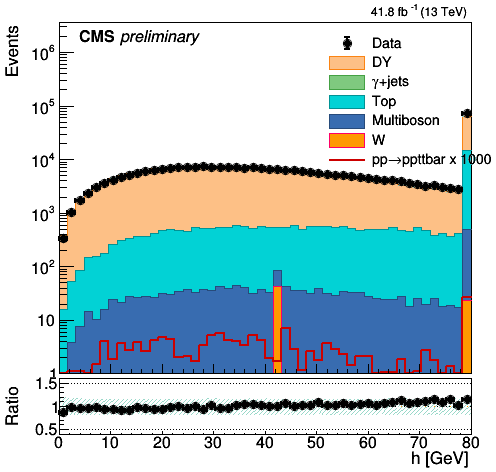 41.8 fb⁻¹ (13 TeV)
CMS preliminary
Events
10⁶
10⁵
10⁴
10³
10²
10
1
Data
DY
γ+jets
Top
Multiboson
W
pp→ppttbar x 1000
Ratio
1.5
1
0.5
0 10 20 30 40 50 60 70 80
h [GeV]